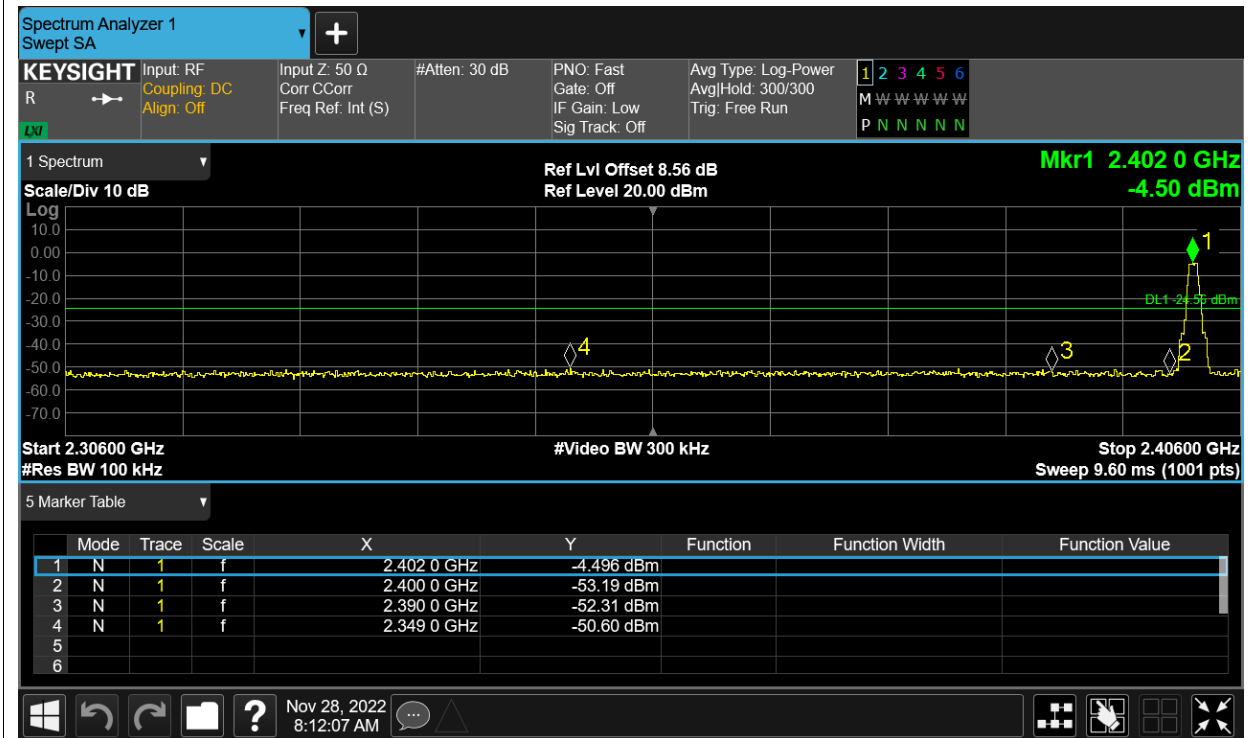 Spectrum Analyzer 1
Swept SA
+
KEYSIGHT
R
LXI
Input: RF
Coupling: DC
Align: Off
Input Z: 50 Ω
Corr CCorr
Freq Ref: Int (S)
#Atten: 30 dB
PNO: Fast
Gate: Off
IF Gain: Low
Sig Track: Off
Avg Type: Log-Power
Avg|Hold: 300/300
Trig: Free Run
1 2 3 4 5 6
M W W W W W
P N N N N N
1 Spectrum
Scale/Div 10 dB
Ref Lvl Offset 8.56 dB
Ref Level 20.00 dBm
Mkr1 2.402 0 GHz
-4.50 dBm
Log
10.0
0.00
-10.0
-20.0
-30.0
-40.0
-50.0
-60.0
-70.0
1
DL1 -24.56 dBm
4
3
2
Start 2.30600 GHz
#Res BW 100 kHz
#Video BW 300 kHz
Stop 2.40600 GHz
Sweep 9.60 ms (1001 pts)
5 Marker Table
Mode Trace Scale X Y Function Function Width Function Value
1 N 1 f 2.402 0 GHz -4.496 dBm
2 N 1 f 2.400 0 GHz -53.19 dBm
3 N 1 f 2.390 0 GHz -52.31 dBm
4 N 1 f 2.349 0 GHz -50.60 dBm
5
6
?
Nov 28, 2022
8:12:07 AM